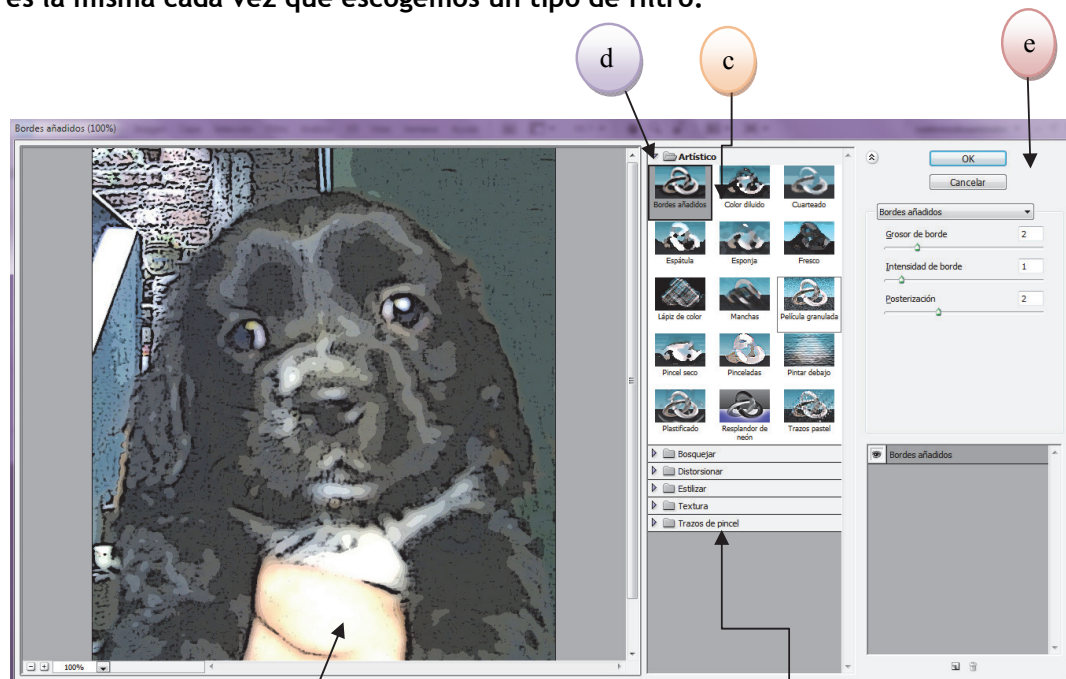 es la misma cada vez que escogemos un tipo de filtro.
d
c
e
Bordes añadidos (100%)
Artístico
Bordes añadidos
Color diluido
Cuarteado
Espátula
Esponja
Fresco
Lápiz de color
Manchas
Película granulada
Pincel seco
Pinceladas
Pintar debajo
Plastificado
Resplandor de neón
Trazos pastel
Bosquejar
Distorsionar
Estilizar
Textura
Trazos de pincel
OK
Cancelar
Bordes añadidos
Grosor de borde 2
Intensidad de borde 1
Posterización 2
Bordes añadidos
100%